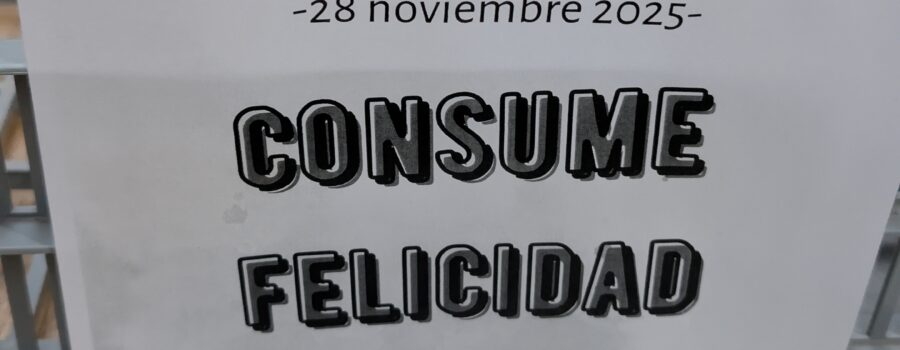 -28 noviembre 2025-
CONSUME
FELICIDAD